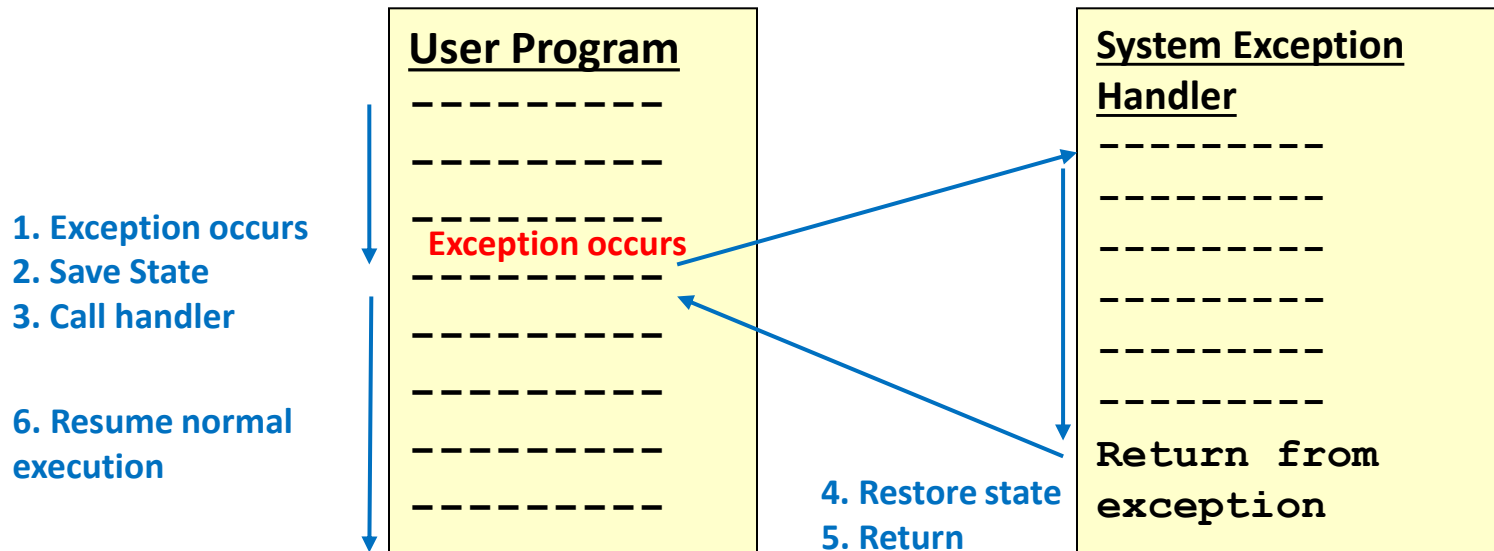 User Program
---------
---------
---------
Exception occurs
---------
---------
---------
---------
---------
1. Exception occurs
2. Save State
3. Call handler
6. Resume normal
execution
System Exception
Handler
---------
---------
---------
---------
---------
---------
Return from
exception
4. Restore state
5. Return